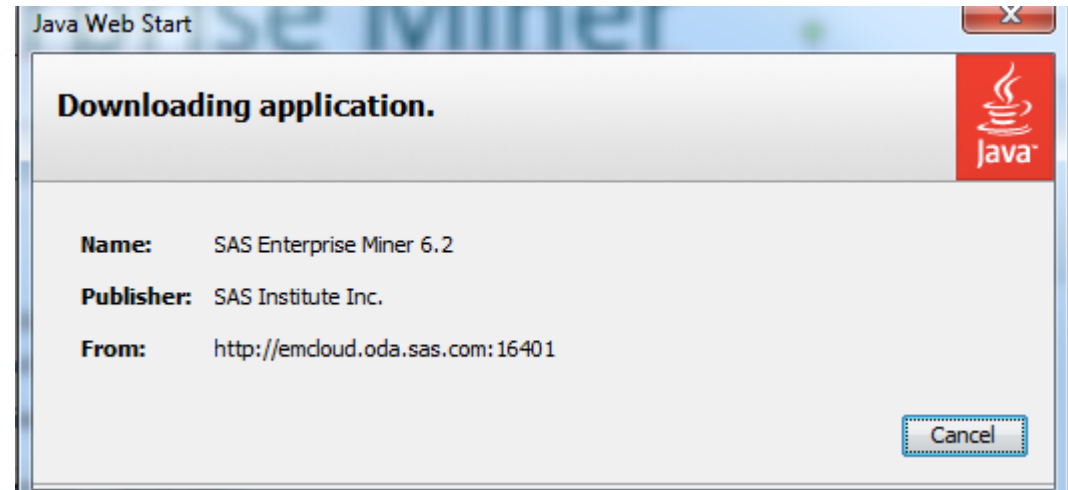 Java Web Start
Miner
Downloading application.
Java
Name: SAS Enterprise Miner 6.2
Publisher: SAS Institute Inc.
From: http://emcloud.oda.sas.com:16401
Cancel